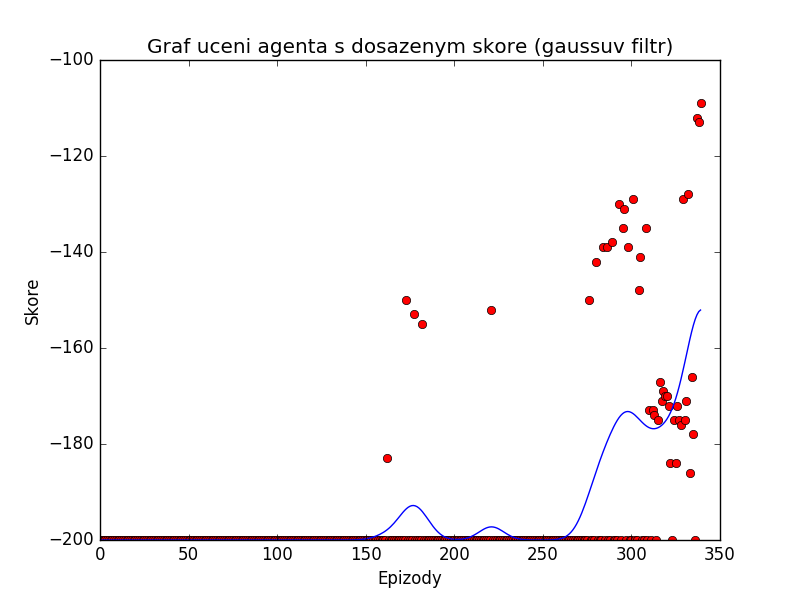 Graf uceni agenta s dosazenym skore (gaussuv filtr)
−100
−120
−140
−160
−180
−200
Skore
0 50 100 150 200 250 300 350
Epizody